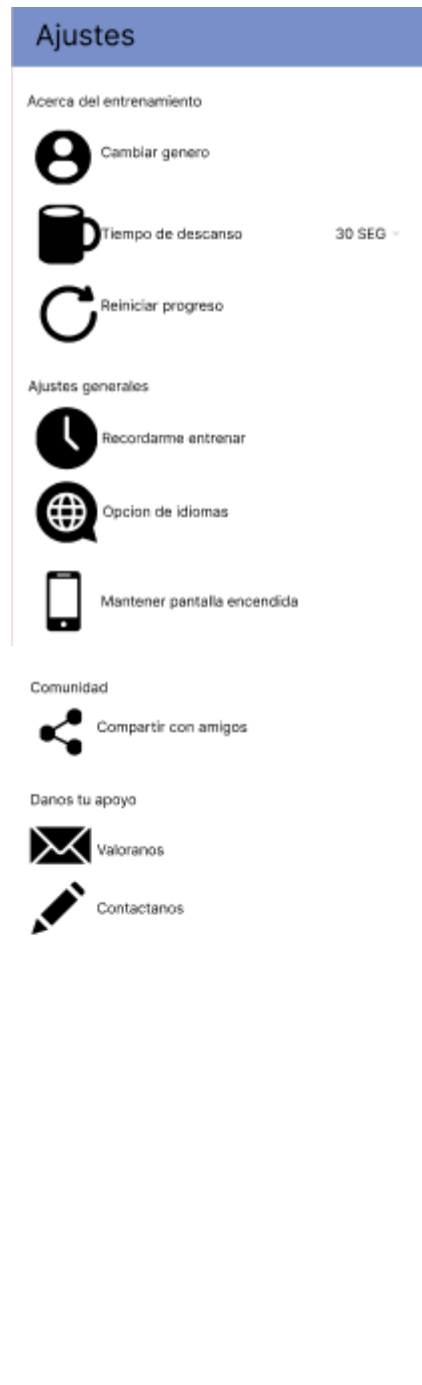 Ajustes
Acerca del entrenamiento
Cambiar genero
Tiempo de descanso 30 SEG
Reiniciar progreso
Ajustes generales
Recordarme entrenar
Opcion de idiomas
Mantener pantalla encendida
Comunidad
Compartir con amigos
Danos tu apoyo
Valoranos
Contactanos